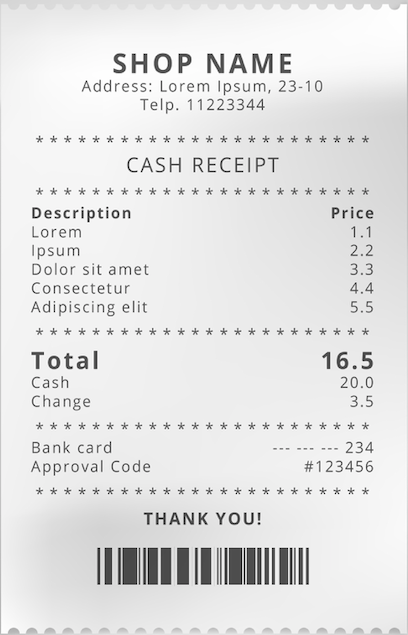 SHOP NAME
Address: Lorem Ipsum, 23-10
Telp. 11223344
* * * * * * * * * * * * * * * * * * * * * * * *
CASH RECEIPT
* * * * * * * * * * * * * * * * * * * * * * * *
Description Price
Lorem 1.1
Ipsum 2.2
Dolor sit amet 3.3
Consectetur 4.4
Adipiscing elit 5.5
* * * * * * * * * * * * * * * * * * * * * * * *
Total 16.5
Cash 20.0
Change 3.5
* * * * * * * * * * * * * * * * * * * * * * * *
Bank card --- --- --- 234
Approval Code #123456
* * * * * * * * * * * * * * * * * * * * * * * *
THANK YOU!